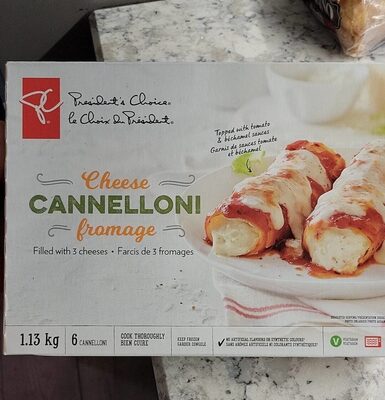 President's Choice®
le Choix du Président®
Topped with tomato
& béchamel sauces
Garnis de sauces tomate
et béchamel
Cheese
CANNELLONI
fromage
Filled with 3 cheeses • Farcis de 3 fromages
1.13 kg
6 CANNELLONI
COOK THOROUGHLY
BIEN CUIRE
KEEP FROZEN
GARDER CONGELÉ
NO ARTIFICIAL FLAVOURS OR SYNTHETIC COLOURS
SANS ARÔMES ARTIFICIELS NI COLORANTS SYNTHÉTIQUES
V
VEGETARIAN
VÉGÉTARIEN